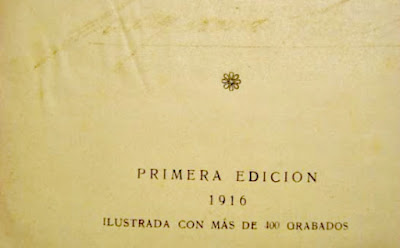 PRIMERA EDICION
1916
ILUSTRADA CON MÁS DE 400 GRABADOS